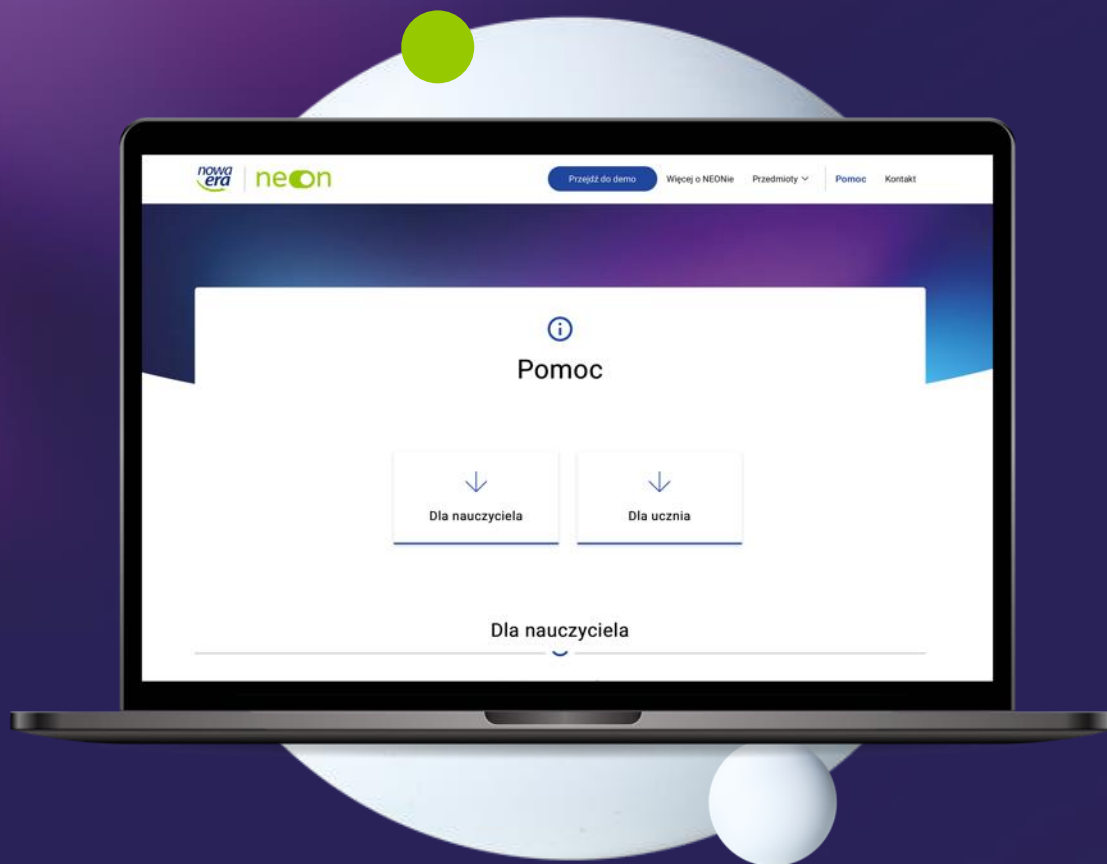 nowa
era
neon
Przejdź do demo
Więcej o NEONie
Przedmioty
Pomoc
Kontakt
Pomoc
Dla nauczyciela
Dla ucznia
Dla nauczyciela